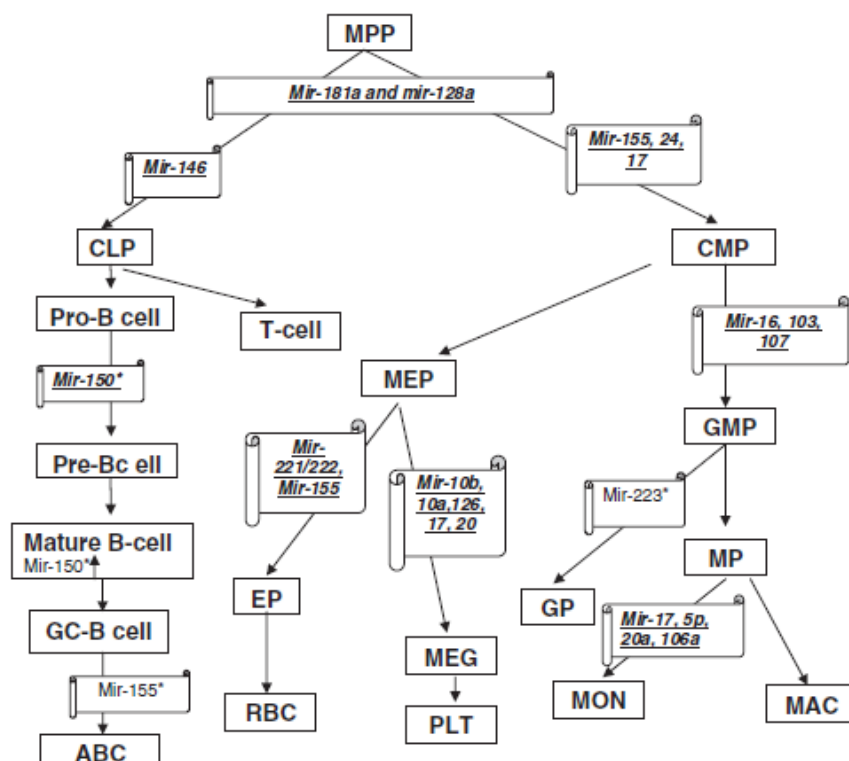 MPP
Mir-181a and mir-128a
Mir-146
Mir-155, 24,
17
CLP
CMP
Pro-B cell
T-cell
Mir-16, 103,
107
Mir-150*
MEP
GMP
Pre-Bc ell
Mir-
221/222,
Mir-155
Mir-10b,
10a,126,
17, 20
Mir-223*
Mature B-cell
Mir-150*
MP
EP
GP
GC-B cell
Mir-17, 5p,
20a, 106a
MEG
Mir-155*
RBC
MON
MAC
PLT
ABC